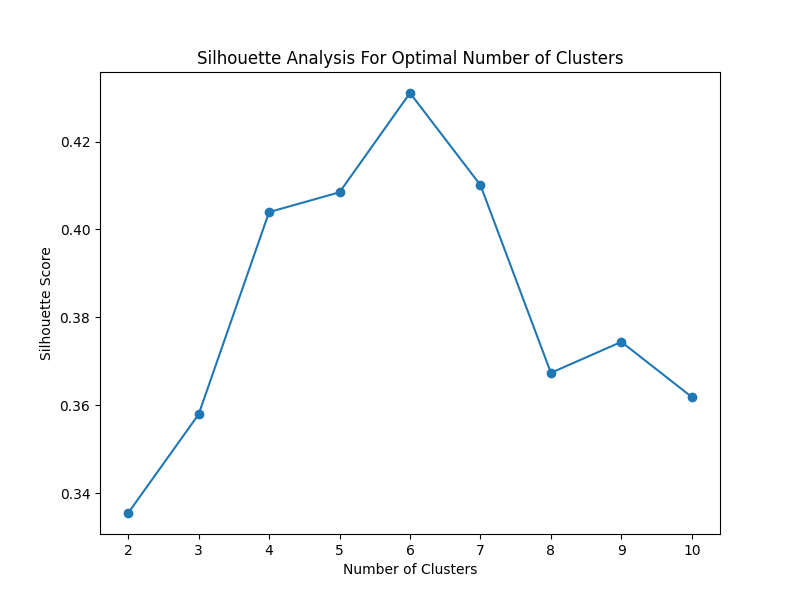 Silhouette Analysis For Optimal Number of Clusters
Silhouette Score
0.42
0.40
0.38
0.36
0.34
2 3 4 5 6 7 8 9 10
Number of Clusters